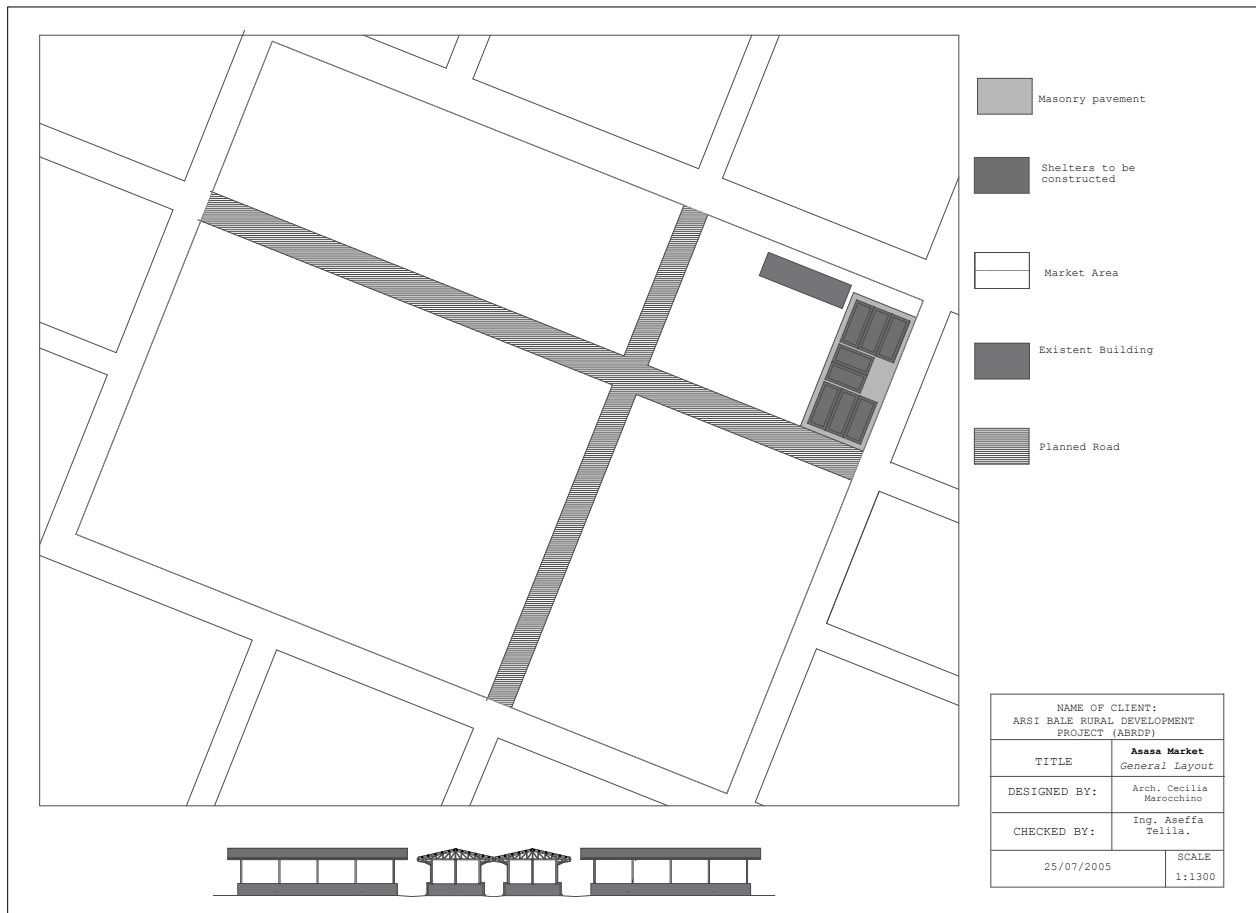 Masonry pavement
Shelters to be
constructed
Market Area
Existent Building
Planned Road
NAME OF CLIENT:
ARSI BALE RURAL DEVELOPMENT
PROJECT (ABRDP)
TITLE
Asasa Market
General Layout
DESIGNED BY:
Arch. Cecilia
Marocchino
CHECKED BY:
Ing. Aseffa
Telila.
25/07/2005
SCALE
1:1300